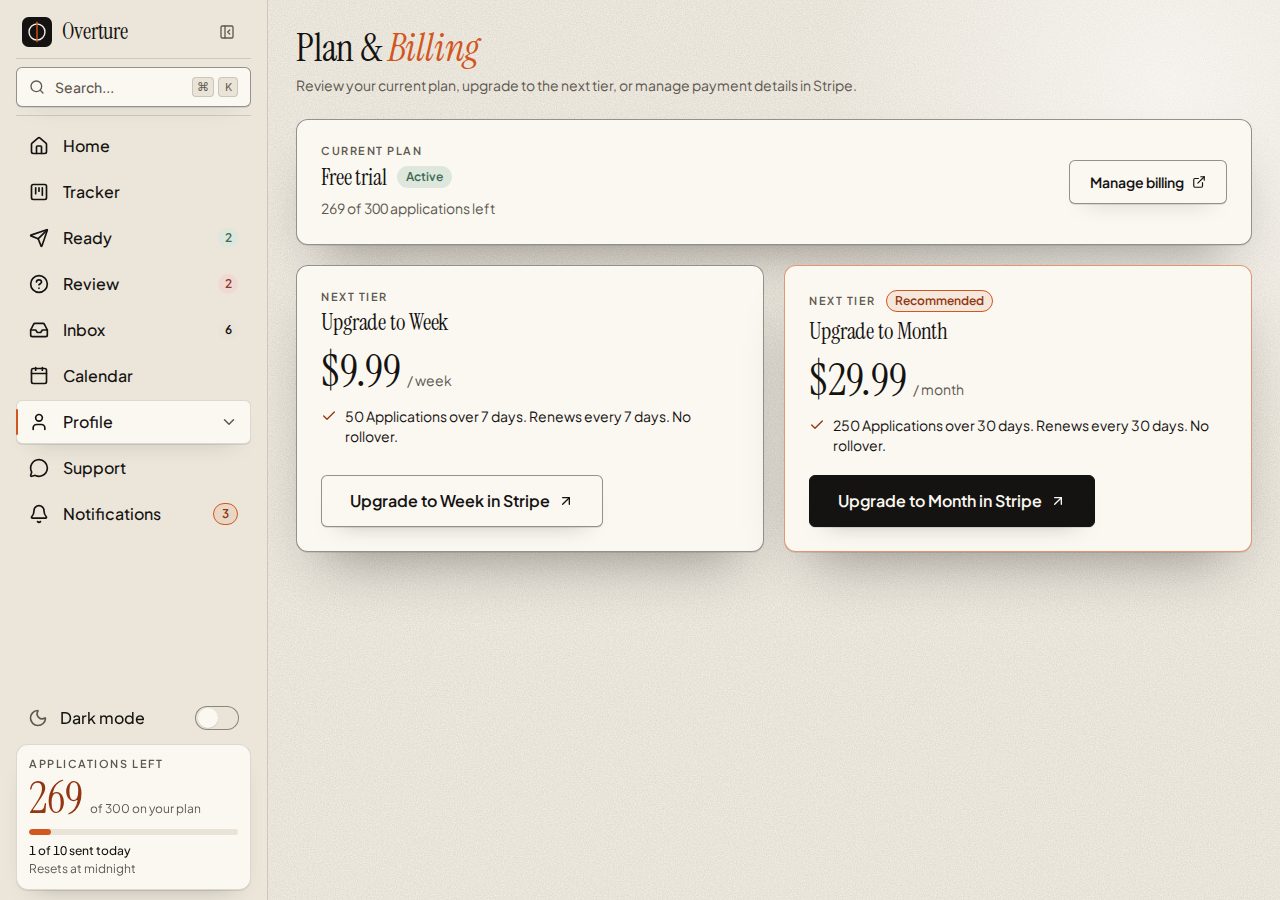 Overture
Search...
⌘ K
Home
Tracker
Ready 2
Review 2
Inbox 6
Calendar
Profile
Support
Notifications 3
Dark mode
APPLICATIONS LEFT
269 of 300 on your plan
1 of 10 sent today
Resets at midnight
Plan & Billing
Review your current plan, upgrade to the next tier, or manage payment details in Stripe.
CURRENT PLAN
Free trial Active
269 of 300 applications left
Manage billing
NEXT TIER
Upgrade to Week
$9.99 / week
50 Applications over 7 days. Renews every 7 days. No
rollover.
Upgrade to Week in Stripe
NEXT TIER Recommended
Upgrade to Month
$29.99 / month
250 Applications over 30 days. Renews every 30 days. No
rollover.
Upgrade to Month in Stripe